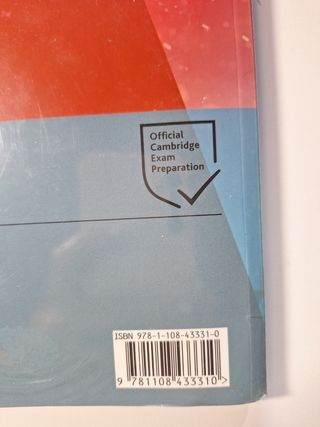 Official
Cambridge
Exam
Preparation
ISBN 978-1-108-43331-0
9 781108 433310>